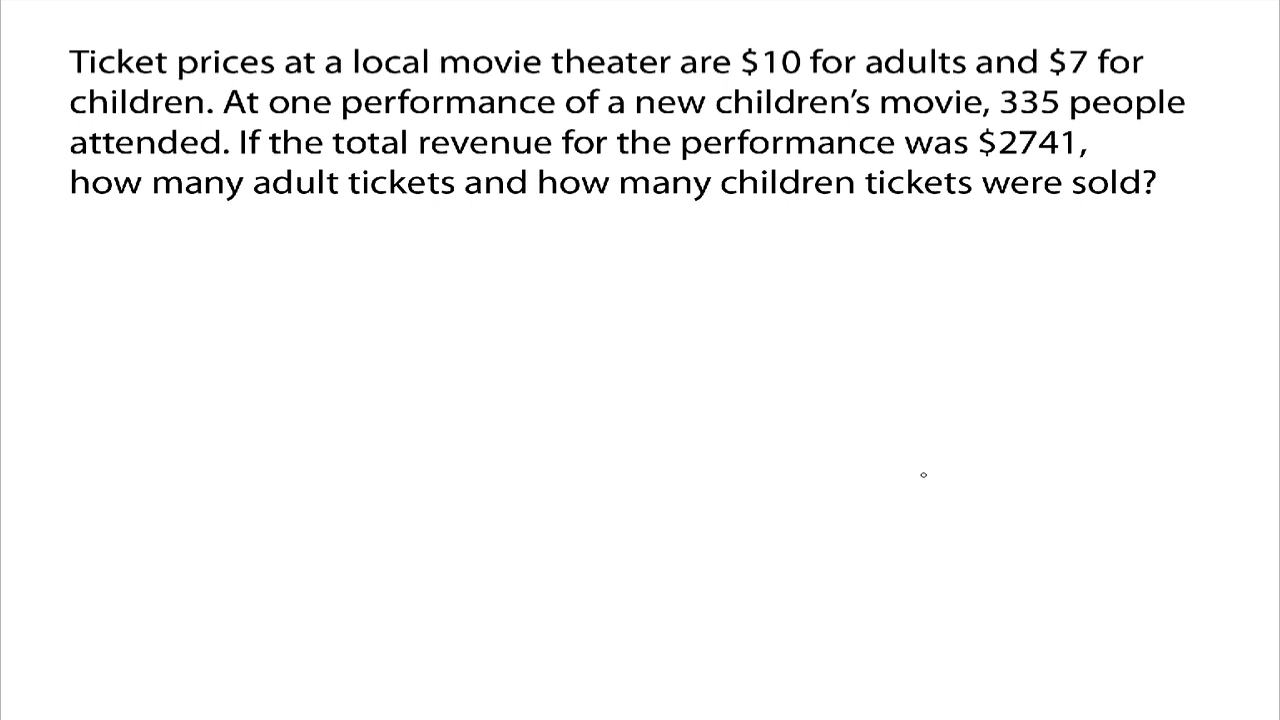 Ticket prices at a local movie theater are $10 for adults and $7 for
children. At one performance of a new children’s movie, 335 people
attended. If the total revenue for the performance was $2741,
how many adult tickets and how many children tickets were sold?